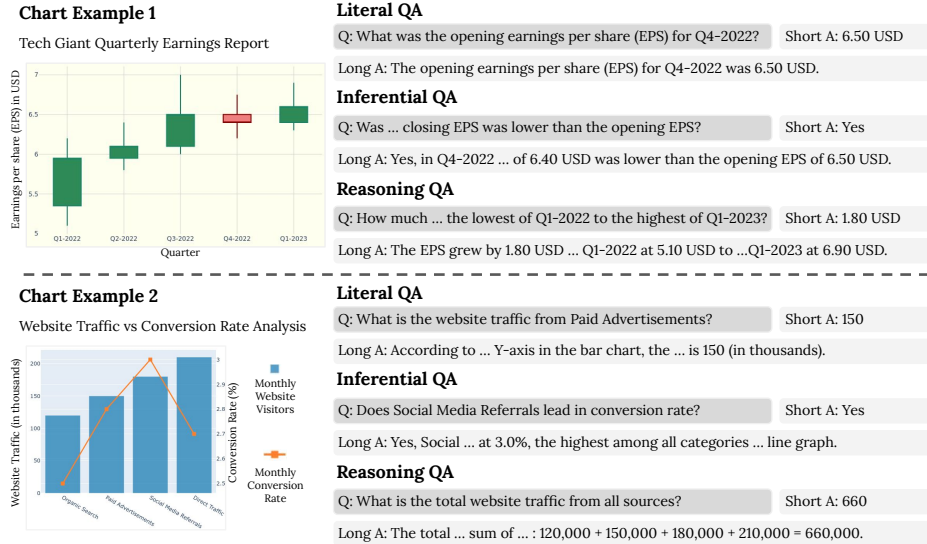 Chart Example 1
Tech Giant Quarterly Earnings Report
Earnings per share (EPS) in USD
7
6.5
6
5.5
5
Q1-2022
Q2-2022
Q3-2022
Q4-2022
Q1-2023
Quarter
Literal QA
Q: What was the opening earnings per share (EPS) for Q4-2022?
Short A: 6.50 USD
Long A: The opening earnings per share (EPS) for Q4-2022 was 6.50 USD.
Inferential QA
Q: Was ... closing EPS was lower than the opening EPS?
Short A: Yes
Long A: Yes, in Q4-2022 ... of 6.40 USD was lower than the opening EPS of 6.50 USD.
Reasoning QA
Q: How much ... the lowest of Q1-2022 to the highest of Q1-2023?
Short A: 1.80 USD
Long A: The EPS grew by 1.80 USD ... Q1-2022 at 5.10 USD to ...Q1-2023 at 6.90 USD.
Chart Example 2
Website Traffic vs Conversion Rate Analysis
Website Traffic (in thousands)
200
150
100
50
0
Organic Search
Paid Advertisements
Social Media Referrals
Direct Traffic
3
2.9
2.8
2.7
2.6
2.5
Conversion Rate (%)
Monthly
Website
Visitors
Monthly
Conversion
Rate
Literal QA
Q: What is the website traffic from Paid Advertisements?
Short A: 150
Long A: According to ... Y-axis in the bar chart, the ... is 150 (in thousands).
Inferential QA
Q: Does Social Media Referrals lead in conversion rate?
Short A: Yes
Long A: Yes, Social ... at 3.0%, the highest among all categories ... line graph.
Reasoning QA
Q: What is the total website traffic from all sources?
Short A: 660
Long A: The total ... sum of ... : 120,000 + 150,000 + 180,000 + 210,000 = 660,000.